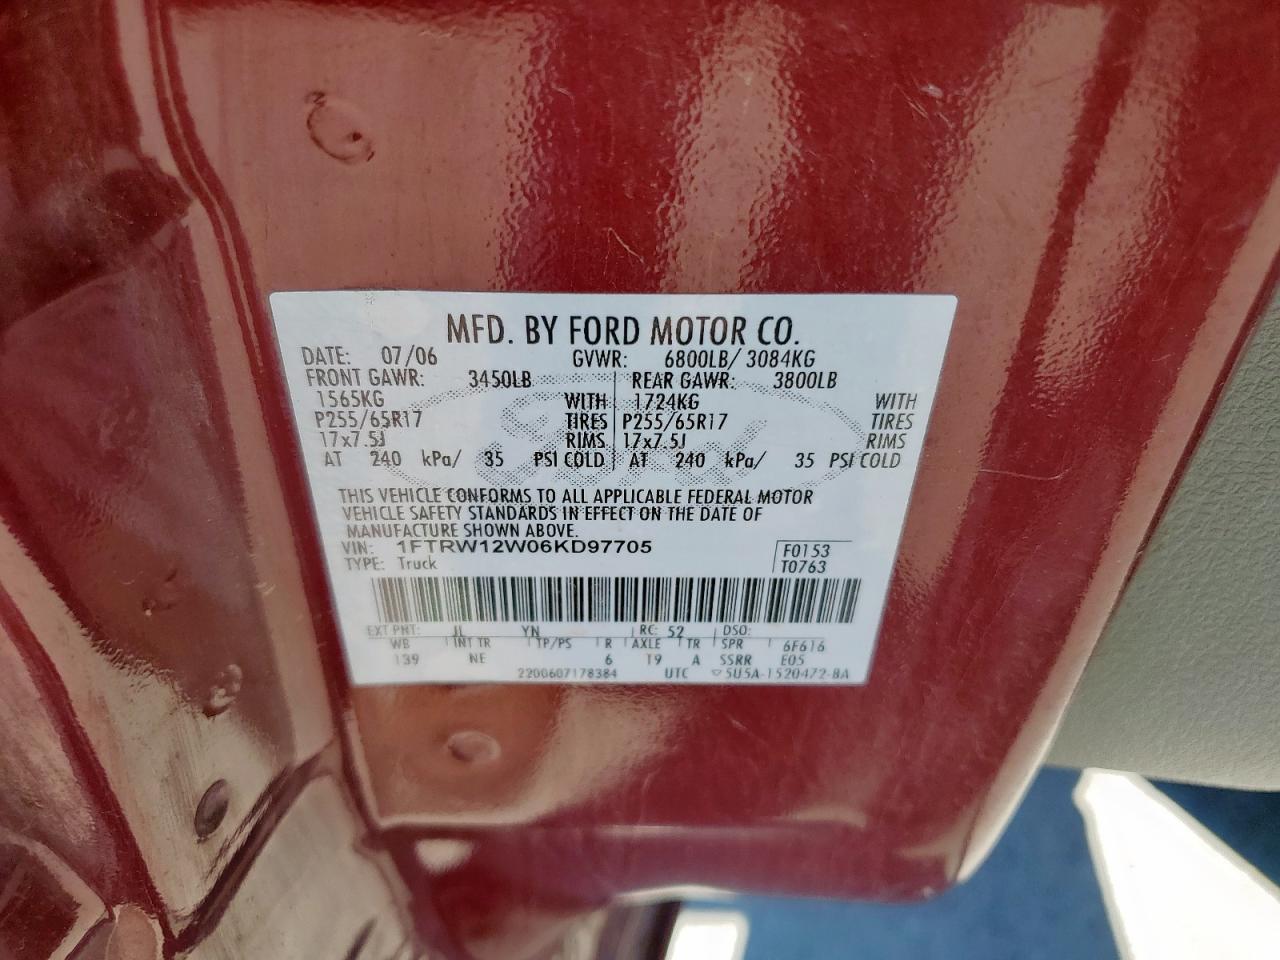 MFD. BY FORD MOTOR CO.
DATE: 07/06 GVWR: 6800LB/ 3084KG
FRONT GAWR: 3450LB REAR GAWR: 3800LB
1565KG WITH 1724KG WITH
P255/65R17 TIRES P255/65R17 TIRES
17x7.5J RIMS 17x7.5J RIMS
AT 240 kPa/ 35 PSI COLD AT 240 kPa/ 35 PSI COLD
THIS VEHICLE CONFORMS TO ALL APPLICABLE FEDERAL MOTOR
VEHICLE SAFETY STANDARDS IN EFFECT ON THE DATE OF
MANUFACTURE SHOWN ABOVE.
VIN: 1FTRW12W06KD97705 F0153
TYPE: Truck T0763
EXT PNT: JL YN RC: 52 DSO:
WB INT TR TP/PS R AXLE TR SPR 6F616
139 NE 6 T9 A SSRR E05
2200607178384 UTC ▽5U5A-1520472-BA